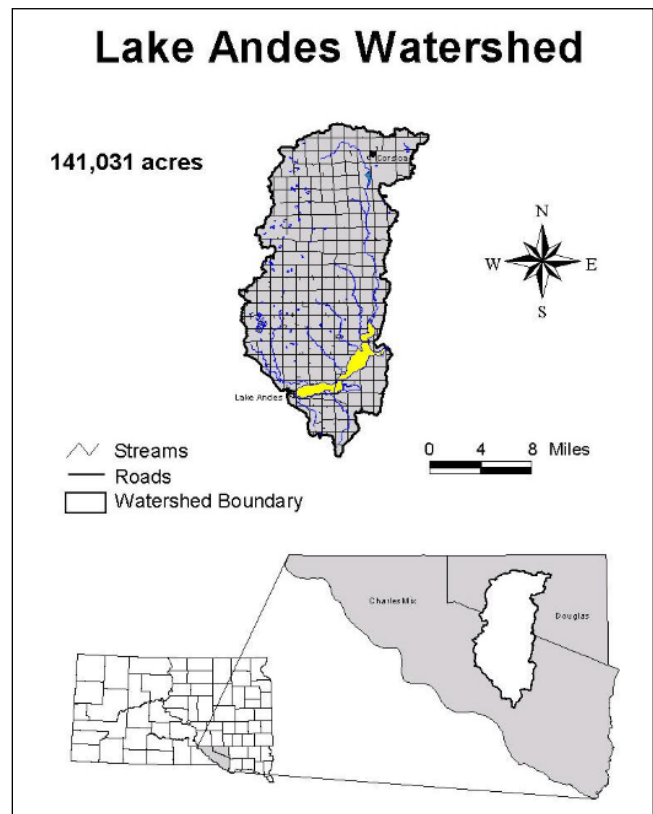 Lake Andes Watershed
141,031 acres
Corsica
N
W
E
S
Lake Andes
Streams
Roads
Watershed Boundary
0 4 8 Miles
Charles Mix
Douglas